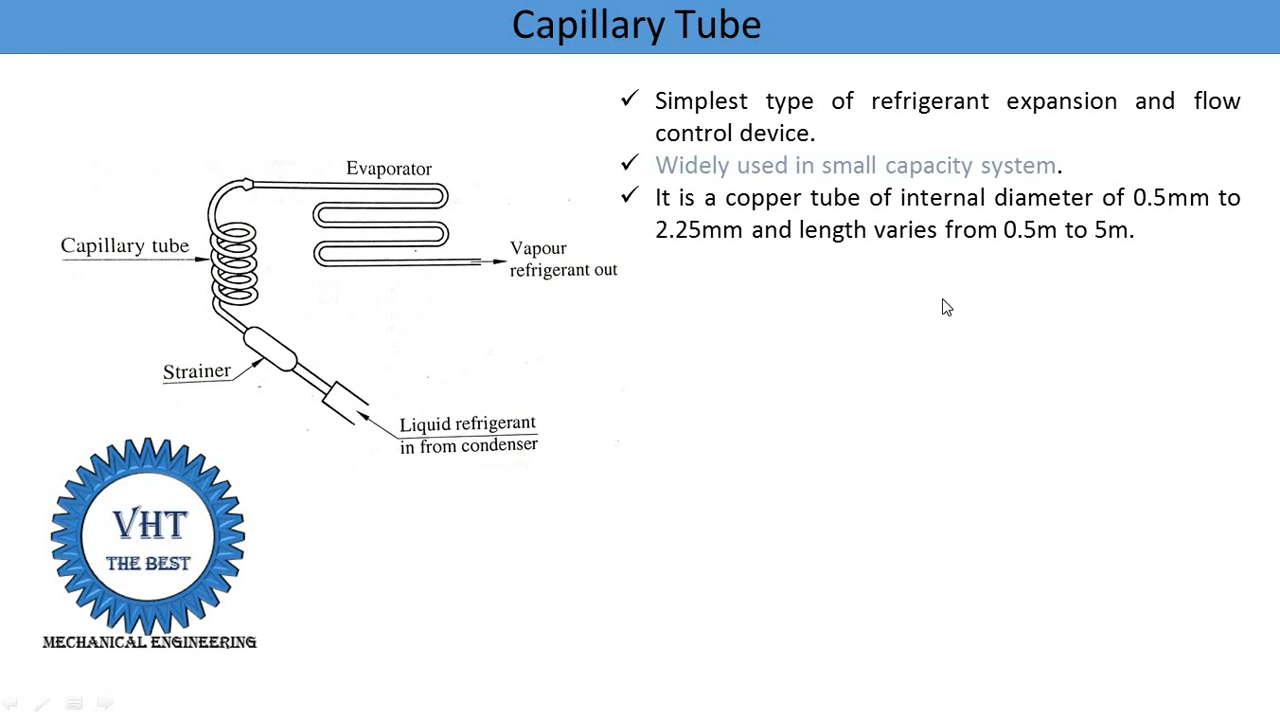 Capillary Tube
✓ Simplest type of refrigerant expansion and flow
control device.
✓ Widely used in small capacity system.
✓ It is a copper tube of internal diameter of 0.5mm to
2.25mm and length varies from 0.5m to 5m.
Evaporator
Capillary tube
Vapour
refrigerant out
Strainer
Liquid refrigerant
in from condenser
VHT
THE BEST
MECHANICAL ENGINEERING